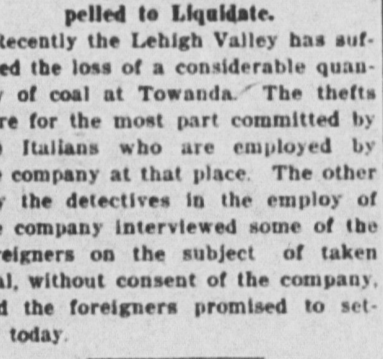 pelled to Liquidate.
Recently the Lehigh Valley has suf-
ed the loss of a considerable quan-
y of coal at Towanda. The thefts
re for the most part committed by
Italians who are employed by
company at that place. The other
y the detectives in the employ of
e company interviewed some of the
reigners on the subject of taken
al, without consent of the company,
d the foreigners promised to set-
today.